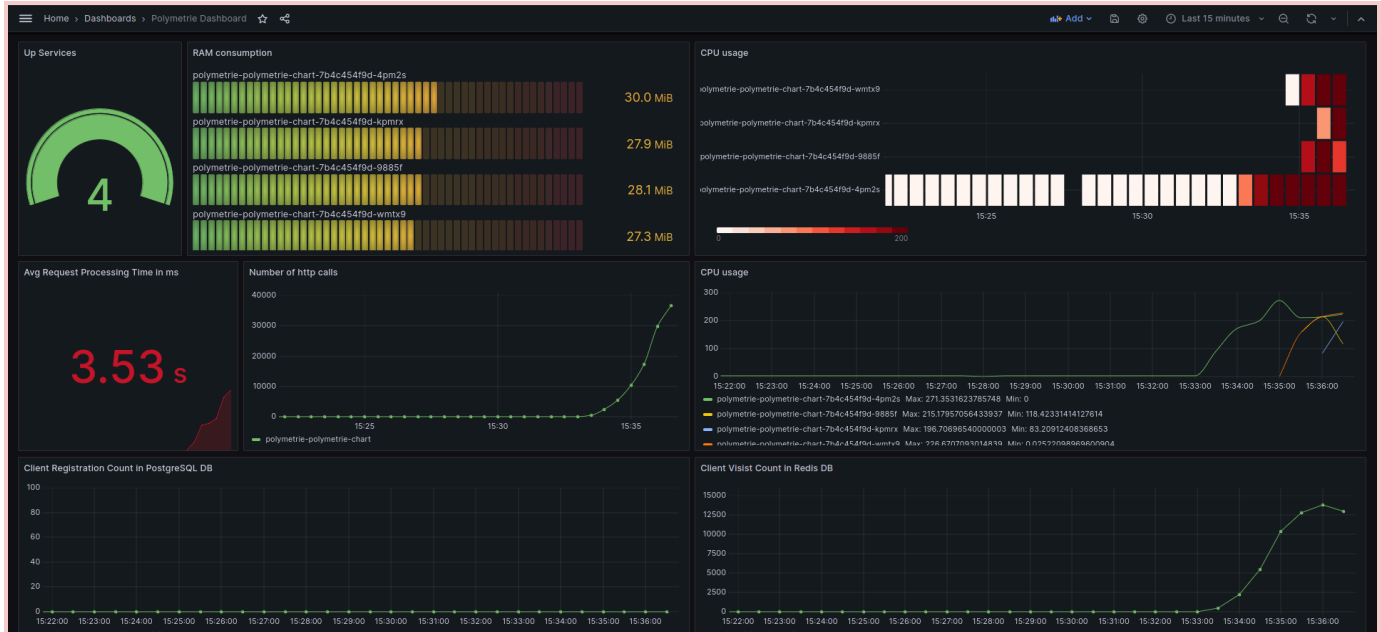 Home › Dashboards › Polymetrie Dashboard
Add
Last 15 minutes
Up Services
4
RAM consumption
polymetrie-polymetrie-chart-7b4c454f9d-4pm2s
30.0 MiB
polymetrie-polymetrie-chart-7b4c454f9d-kpmrx
27.9 MiB
polymetrie-polymetrie-chart-7b4c454f9d-9885f
28.1 MiB
polymetrie-polymetrie-chart-7b4c454f9d-wmtx9
27.3 MiB
CPU usage
polymetrie-polymetrie-chart-7b4c454f9d-wmtx9
polymetrie-polymetrie-chart-7b4c454f9d-kpmrx
polymetrie-polymetrie-chart-7b4c454f9d-9885f
polymetrie-polymetrie-chart-7b4c454f9d-4pm2s
15:25 15:30 15:35
0 200
Avg Request Processing Time in ms
3.53 s
Number of http calls
40000
30000
20000
10000
0
15:25 15:30 15:35
polymetrie-polymetrie-chart
CPU usage
300
200
100
0
15:22:00 15:23:00 15:24:00 15:25:00 15:26:00 15:27:00 15:28:00 15:29:00 15:30:00 15:31:00 15:32:00 15:33:00 15:34:00 15:35:00 15:36:00
polymetrie-polymetrie-chart-7b4c454f9d-4pm2s Max: 271.3531623785748 Min: 0
polymetrie-polymetrie-chart-7b4c454f9d-9885f Max: 215.17957056433937 Min: 118.42331414127614
polymetrie-polymetrie-chart-7b4c454f9d-kpmrx Max: 196.70696540000003 Min: 83.20912408368653
polymetrie-polymetrie-chart-7b4c454f9d-wmtx9 Max: 226.6707093014839 Min: 0.02522098969600904
Client Registration Count in PostgreSQL DB
100
80
60
40
20
0
15:22:00 15:23:00 15:24:00 15:25:00 15:26:00 15:27:00 15:28:00 15:29:00 15:30:00 15:31:00 15:32:00 15:33:00 15:34:00 15:35:00 15:36:00
Client Visist Count in Redis DB
15000
12500
10000
7500
5000
2500
0
15:22:00 15:23:00 15:24:00 15:25:00 15:26:00 15:27:00 15:28:00 15:29:00 15:30:00 15:31:00 15:32:00 15:33:00 15:34:00 15:35:00 15:36:00